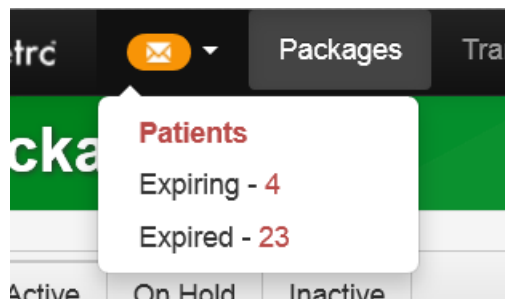 etrc Packages Tra
cka
Patients
Expiring - 4
Expired - 23
Active On Hold Inactive